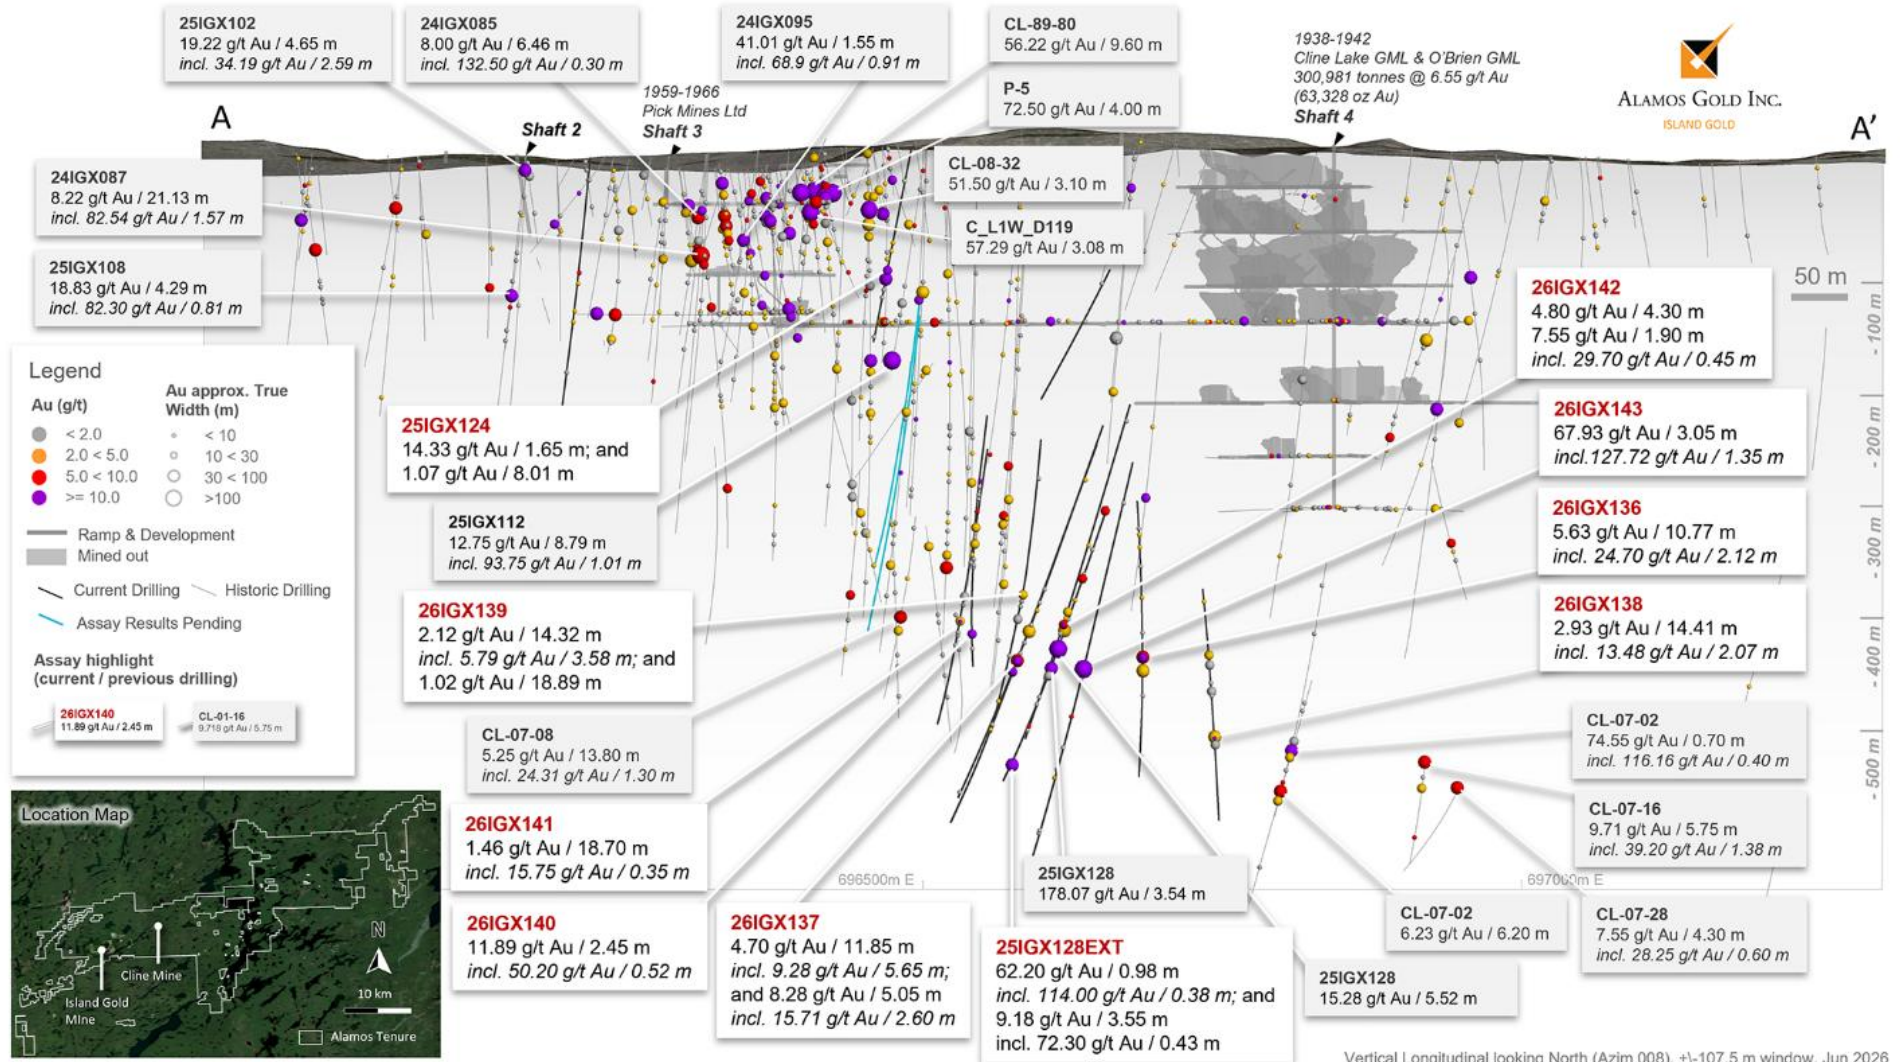 25IGX102
19.22 g/t Au / 4.65 m
incl. 34.19 g/t Au / 2.59 m
24IGX085
8.00 g/t Au / 6.46 m
incl. 132.50 g/t Au / 0.30 m
24IGX095
41.01 g/t Au / 1.55 m
incl. 68.9 g/t Au / 0.91 m
CL-89-80
56.22 g/t Au / 9.60 m
P-5
72.50 g/t Au / 4.00 m
1938-1942
Cline Lake GML & O'Brien GML
300,981 tonnes @ 6.55 g/t Au
(63,328 oz Au)
Shaft 4
ALAMOS GOLD INC.
ISLAND GOLD
A
A'
1959-1966
Pick Mines Ltd
Shaft 3
Shaft 2
24IGX087
8.22 g/t Au / 21.13 m
incl. 82.54 g/t Au / 1.57 m
25IGX108
18.83 g/t Au / 4.29 m
incl. 82.30 g/t Au / 0.81 m
CL-08-32
51.50 g/t Au / 3.10 m
C_L1W_D119
57.29 g/t Au / 3.08 m
50 m
- 100 m
- 200 m
- 300 m
- 400 m
- 500 m
26IGX142
4.80 g/t Au / 4.30 m
7.55 g/t Au / 1.90 m
incl. 29.70 g/t Au / 0.45 m
26IGX143
67.93 g/t Au / 3.05 m
incl.127.72 g/t Au / 1.35 m
26IGX136
5.63 g/t Au / 10.77 m
incl. 24.70 g/t Au / 2.12 m
26IGX138
2.93 g/t Au / 14.41 m
incl. 13.48 g/t Au / 2.07 m
CL-07-02
74.55 g/t Au / 0.70 m
incl. 116.16 g/t Au / 0.40 m
CL-07-16
9.71 g/t Au / 5.75 m
incl. 39.20 g/t Au / 1.38 m
Legend
Au (g/t)
Au approx. True
Width (m)
< 2.0
< 10
2.0 < 5.0
10 < 30
5.0 < 10.0
30 < 100
>= 10.0
>100
Ramp & Development
Mined out
Current Drilling
Historic Drilling
Assay Results Pending
Assay highlight
(current / previous drilling)
26IGX140
11.89 g/t Au / 2.45 m
CL-01-16
9.718 g/t Au / 5.75 m
25IGX124
14.33 g/t Au / 1.65 m; and
1.07 g/t Au / 8.01 m
25IGX112
12.75 g/t Au / 8.79 m
incl. 93.75 g/t Au / 1.01 m
26IGX139
2.12 g/t Au / 14.32 m
incl. 5.79 g/t Au / 3.58 m; and
1.02 g/t Au / 18.89 m
CL-07-08
5.25 g/t Au / 13.80 m
incl. 24.31 g/t Au / 1.30 m
26IGX141
1.46 g/t Au / 18.70 m
incl. 15.75 g/t Au / 0.35 m
26IGX140
11.89 g/t Au / 2.45 m
incl. 50.20 g/t Au / 0.52 m
26IGX137
4.70 g/t Au / 11.85 m
incl. 9.28 g/t Au / 5.65 m;
and 8.28 g/t Au / 5.05 m
incl. 15.71 g/t Au / 2.60 m
25IGX128EXT
62.20 g/t Au / 0.98 m
incl. 114.00 g/t Au / 0.38 m; and
9.18 g/t Au / 3.55 m
incl. 72.30 g/t Au / 0.43 m
25IGX128
178.07 g/t Au / 3.54 m
25IGX128
15.28 g/t Au / 5.52 m
CL-07-02
6.23 g/t Au / 6.20 m
CL-07-28
7.55 g/t Au / 4.30 m
incl. 28.25 g/t Au / 0.60 m
696500m E
697000m E
Location Map
N
Cline Mine
Island Gold
MIne
10 km
Alamos Tenure
Vertical Longitudinal looking North (Azim 008), +\-107.5 m window, Jun 2026